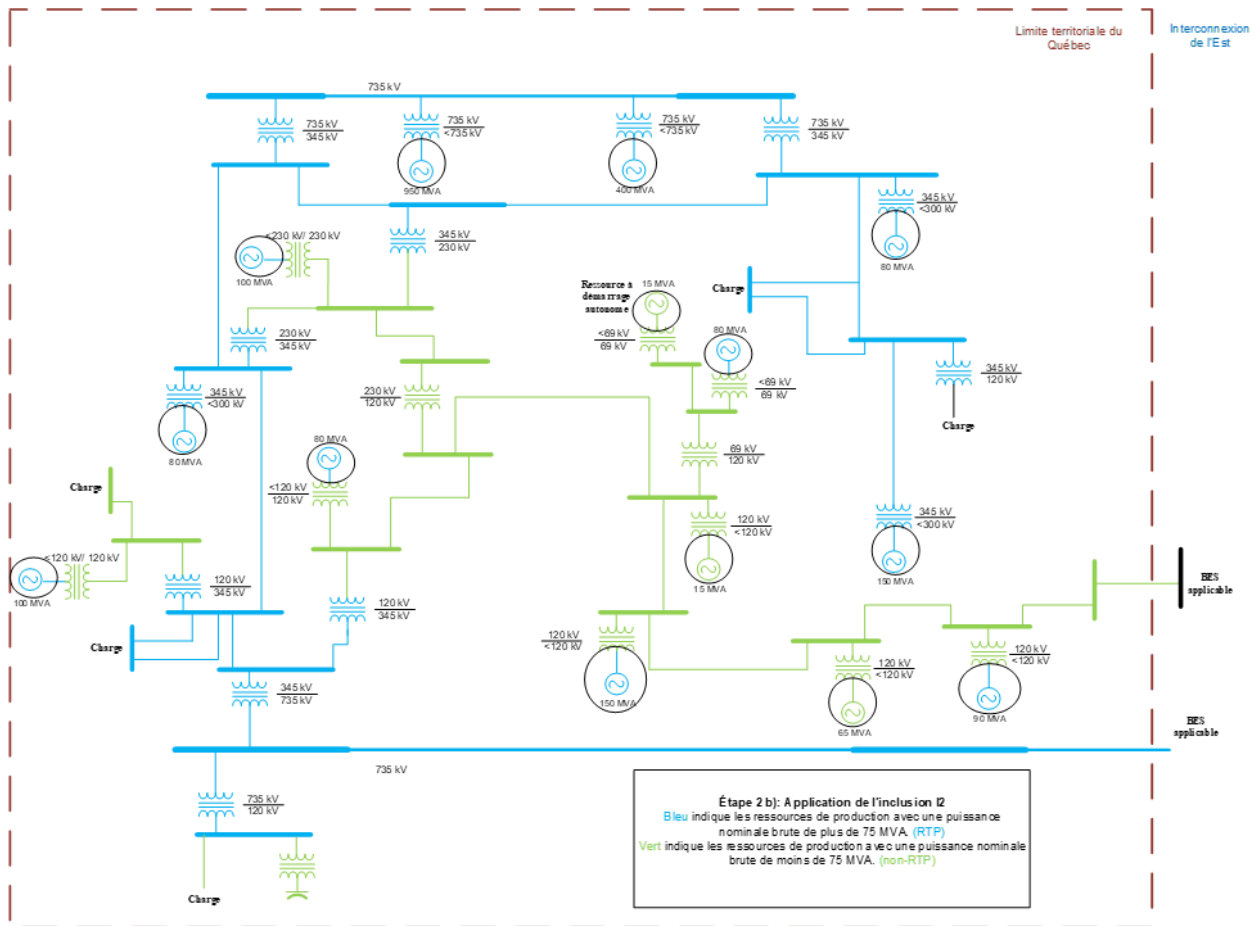 Limite territoriale du
Québec
Interconnexion
de l'Est
735 kV
735 kV
345 kV
735 kV
<735 kV
950 MVA
735 kV
<735 kV
400 MVA
735 kV
345 kV
345 kV
<300 kV
80 MVA
<230 kV/ 230 kV
100 MVA
345 kV
230 kV
Ressource à
démarrage
autonome
15 MVA
<69 kV
69 kV
80 MVA
<69 kV
69 kV
Charge
230 kV
345 kV
345 kV
120 kV
Charge
345 kV
<300 kV
80 MVA
230 kV
120 kV
80 MVA
<120 kV
120 kV
69 kV
120 kV
Charge
<120 kV/ 120 kV
100 MVA
120 kV
345 kV
120 kV
<120 kV
15 MVA
345 kV
<300 kV
150 MVA
120 kV
345 kV
Charge
120 kV
<120 kV
150 MVA
120 kV
<120 kV
65 MVA
120 kV
<120 kV
90 MVA
BES
applicable
345 kV
735 kV
BES
applicable
735 kV
735 kV
120 kV
Charge
Étape 2 b): Application de l'inclusion I2
Bleu indique les ressources de production avec une puissance
nominale brute de plus de 75 MVA. (RTP)
Vert indique les ressources de production avec une puissance nominale
brute de moins de 75 MVA. (non-RTP)